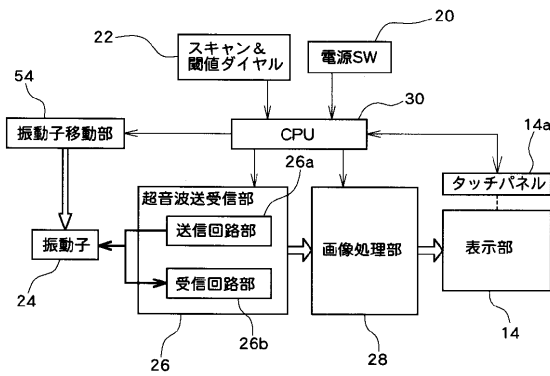 22
スキャン＆
閾値ダイヤル
20
電源SW
54
振動子移動部
30
CPU
14a
タッチパネル
26a
超音波送受信部
送信回路部
振動子
24
受信回路部
26b
26
画像処理部
28
表示部
14